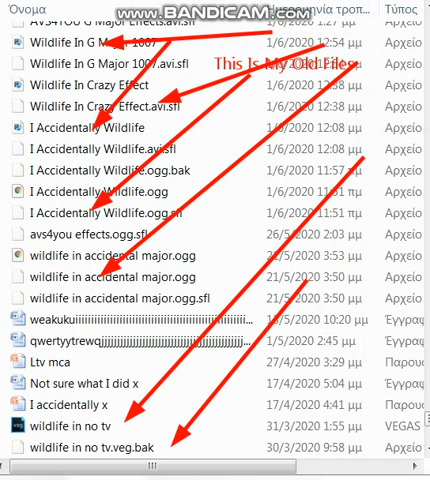 www.BANDICAM.com
Όνομα Ημερομηνία τροπ... Τύπος
AVS4YOU G Major Effects.avi.sfl 1/6/2020 1:27 μμ Αρχείο
Wildlife In G Major 1007 1/6/2020 12:54 μμ Αρχείο
Wildlife In G Major 1007.avi.sfl Αρχείο
This Is My Old Files
Wildlife In Crazy Effect 1/6/2020 12:38 μμ Αρχείο
Wildlife In Crazy Effect.avi.sfl 1/6/2020 12:38 μμ Αρχείο
I Accidentally Wildlife 1/6/2020 12:08 μμ Αρχείο
I Accidentally Wildlife.avi.sfl 1/6/2020 12:08 μμ Αρχείο
I Accidentally Wildlife.ogg.bak 1/6/2020 11:57 πμ Αρχείο
I Accidentally Wildlife.ogg 1/6/2020 11:51 πμ Αρχείο
I Accidentally Wildlife.ogg.sfl 1/6/2020 11:51 πμ Αρχείο
avs4you effects.ogg.sfl 26/5/2020 2:03 μμ Αρχείο
wildlife in accidental major.ogg 21/5/2020 3:53 μμ Αρχείο
wildlife in accidental major.ogg 21/5/2020 3:50 μμ Αρχείο
wildlife in accidental major.ogg.sfl 21/5/2020 3:50 μμ Αρχείο
10:20 μμ Έγγραφ
2:45 μμ Έγγραφ
Ltv mca 27/4/2020 3:29 μμ Παρουσ
Not sure what I did x 17/4/2020 5:04 μμ Έγγραφ
I accidentally x 17/4/2020 4:41 μμ Παρουσ
wildlife in no tv 31/3/2020 1:55 μμ VEGAS
wildlife in no tv.veg.bak 30/3/2020 9:58 μμ Αρχείο